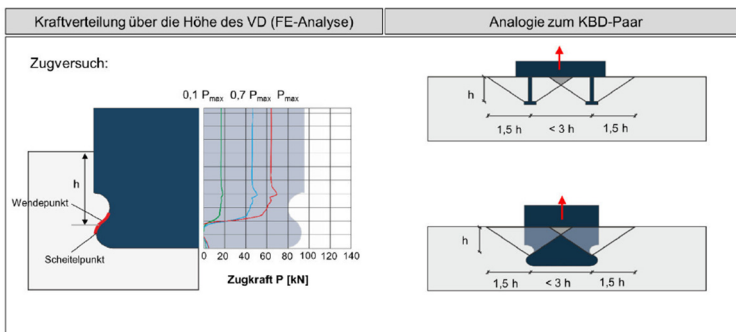 Kraftverteilung über die Höhe des VD (FE-Analyse)
Analogie zum KBD-Paar
Zugversuch:
0,1 Pmax 0,7 Pmax Pmax
h
Wendepunkt
Scheitelpunkt
0 20 40 60 80 100 120 140
Zugkraft P [kN]
h
1,5 h < 3 h 1,5 h
h
1,5 h < 3 h 1,5 h